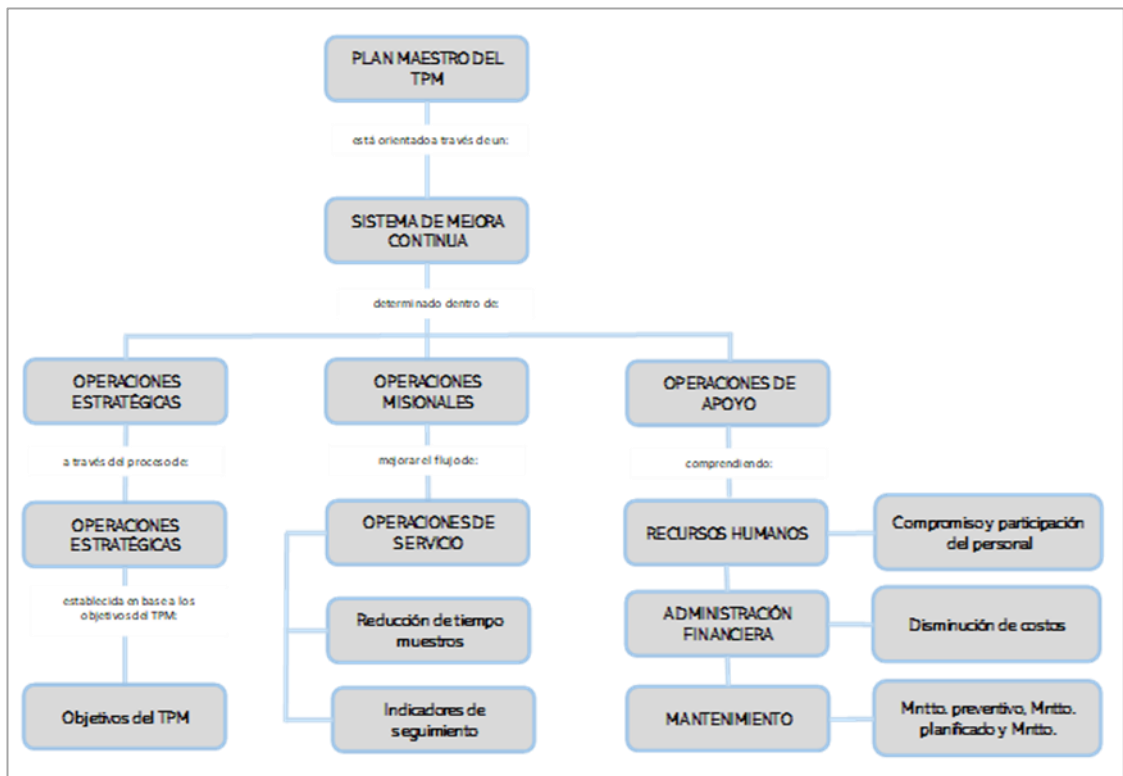 PLAN MAESTRO DEL
TPM
está orientado a través de un:
SISTEMA DE MEJORA
CONTINUA
determinado dentro de:
OPERACIONES
ESTRATÉGICAS
OPERACIONES
MISIONALES
OPERACIONES DE
APOYO
a través del proceso de:
mejorar el flujo de:
comprendiendo:
OPERACIONES
ESTRATÉGICAS
OPERACIONES DE
SERVICIO
RECURSOS HUMANOS
Compromiso y participación
del personal
establecida en base a los
objetivos del TPM:
Reducción de tiempo
muestros
ADMINISTRACIÓN
FINANCIERA
Disminución de costos
Objetivos del TPM
Indicadores de
seguimiento
MANTENIMIENTO
Mntto. preventivo, Mntto.
planificado y Mntto.